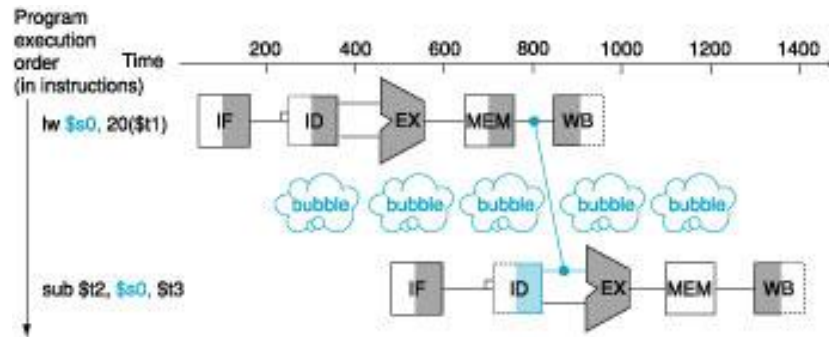 Program
execution
order
(in instructions)
Time
200 400 600 800 1000 1200 1400
lw $s0, 20($t1)
IF ID EX MEM WB
bubble bubble bubble bubble bubble
sub $t2, $s0, $t3
IF ID EX MEM WB